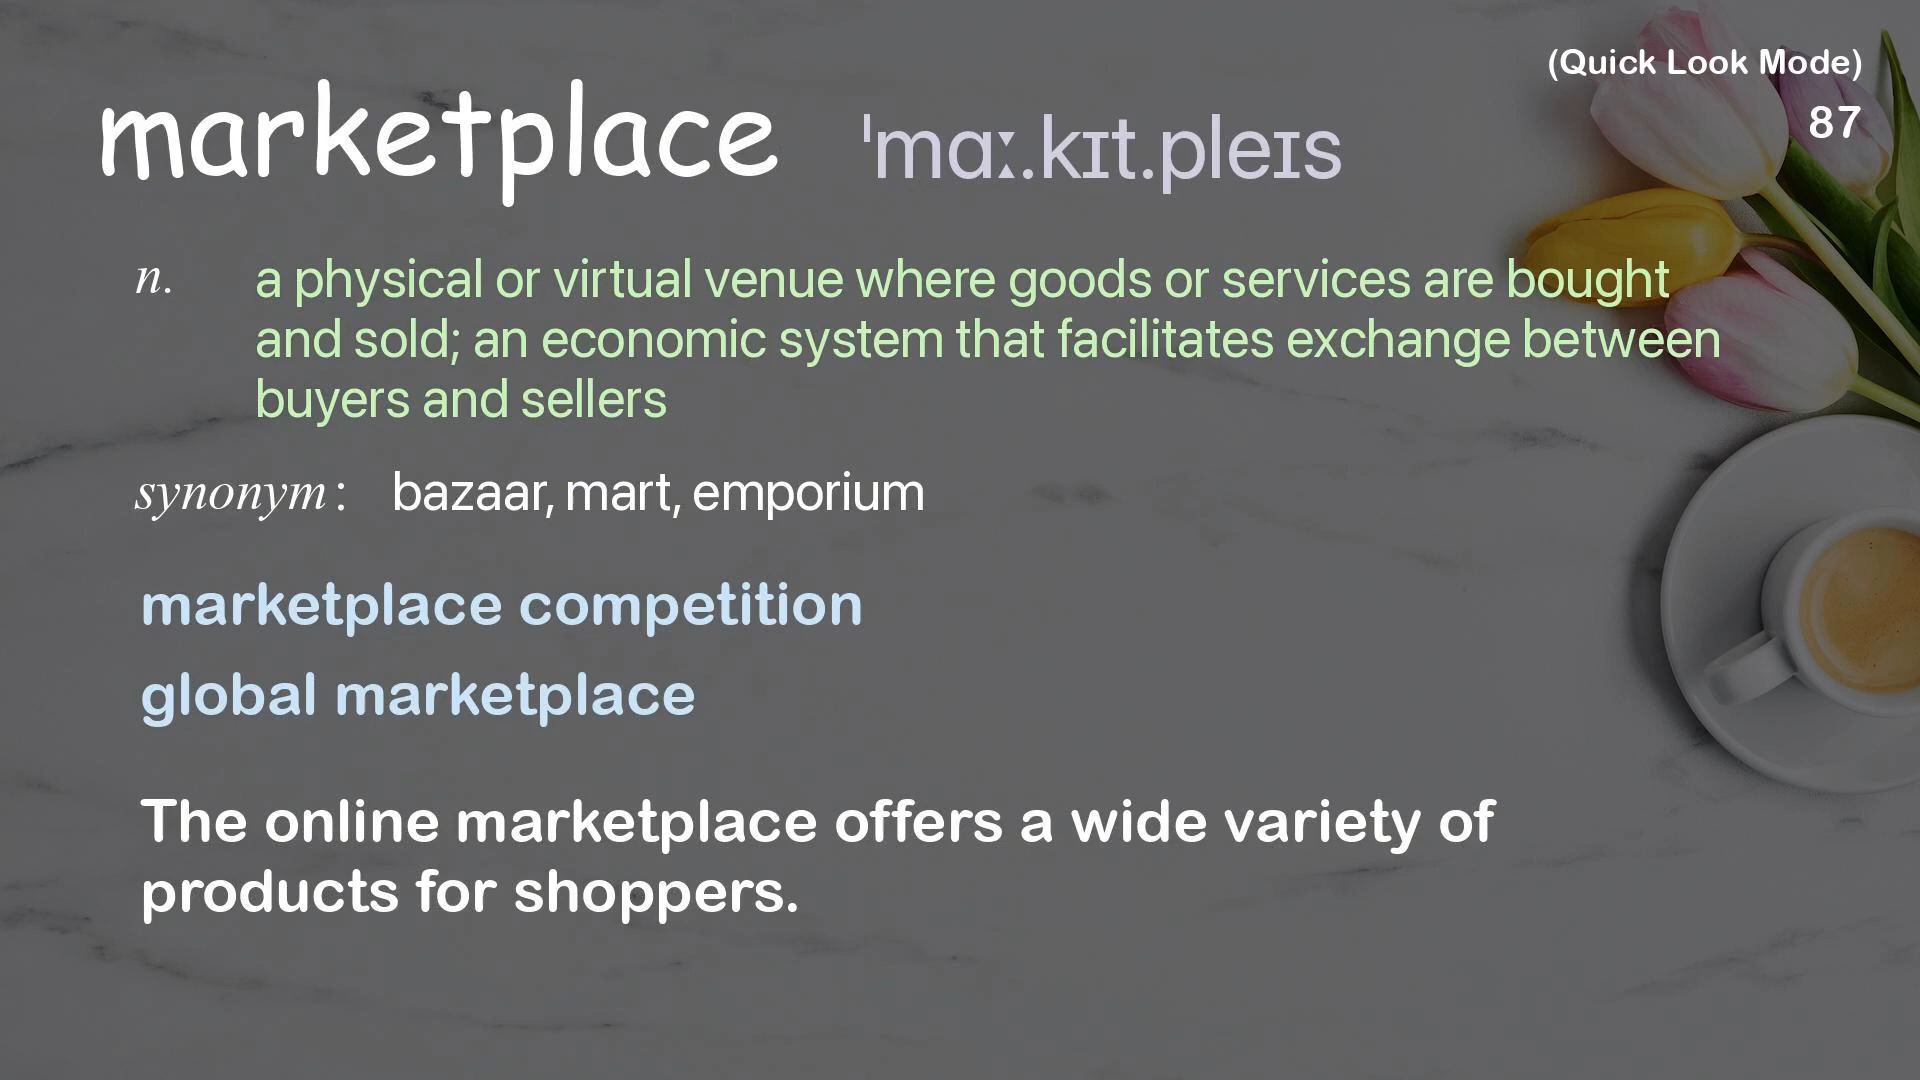 (Quick Look Mode)
87
marketplace ˈmɑː.kɪt.pleɪs
n. a physical or virtual venue where goods or services are bought
and sold; an economic system that facilitates exchange between
buyers and sellers
synonym: bazaar, mart, emporium
marketplace competition
global marketplace
The online marketplace offers a wide variety of
products for shoppers.